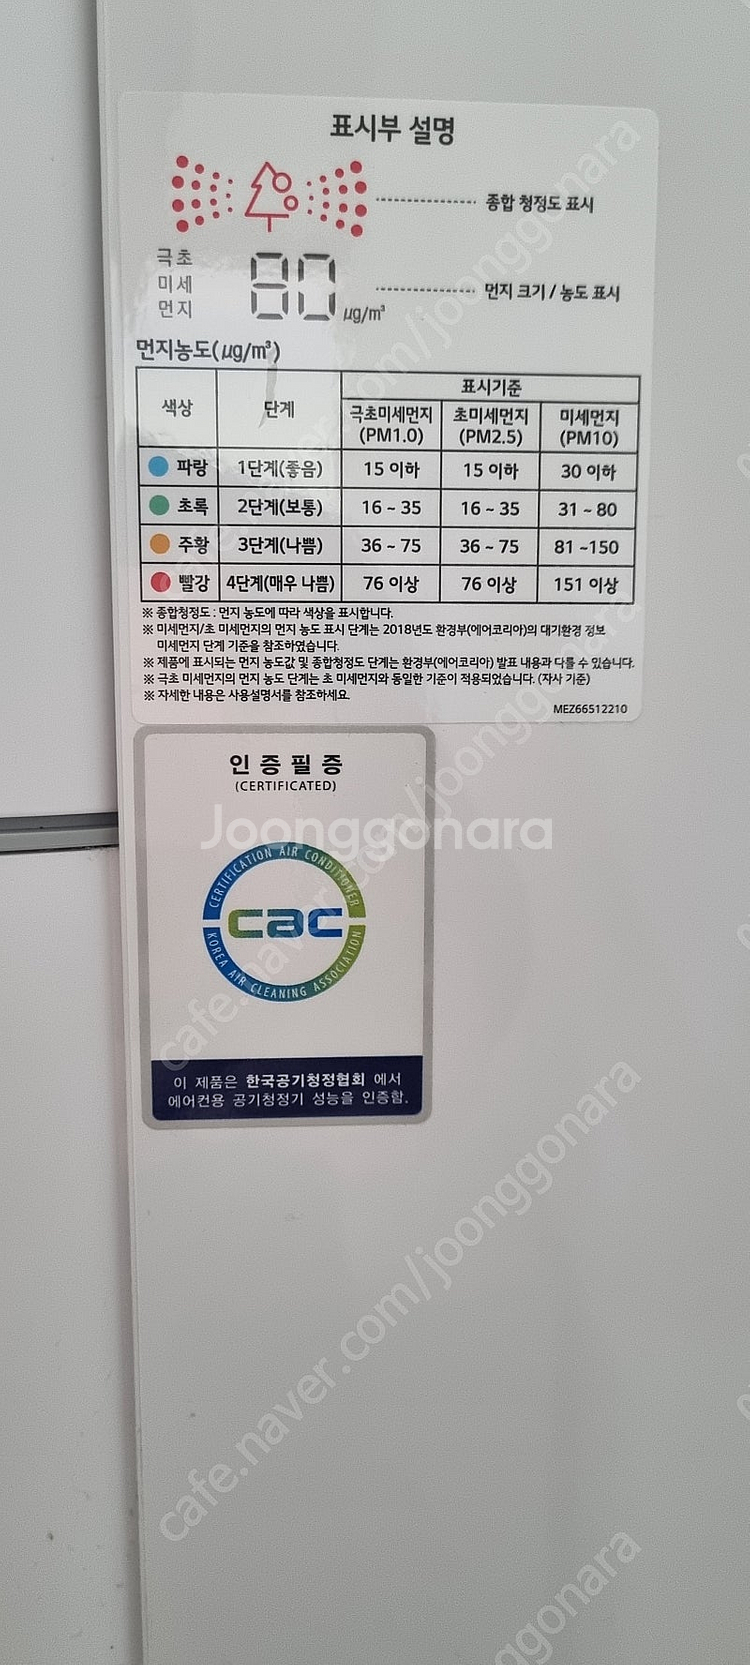 표시부 설명
종합 청정도 표시
극초
미세
먼지
80 μg/m³
먼지 크기 / 농도 표시
먼지농도(μg/m³)
색상 단계 표시기준
극초미세먼지 (PM1.0) 초미세먼지 (PM2.5) 미세먼지 (PM10)
파랑 1단계(좋음) 15 이하 15 이하 30 이하
초록 2단계(보통) 16 ~ 35 16 ~ 35 31 ~ 80
주황 3단계(나쁨) 36 ~ 75 36 ~ 75 81 ~150
빨강 4단계(매우 나쁨) 76 이상 76 이상 151 이상
※ 종합청정도 : 먼지 농도에 따라 색상을 표시합니다.
※ 미세먼지/초 미세먼지의 먼지 농도 표시 단계는 2018년도 환경부(에어코리아)의 대기환경 정보
미세먼지 단계 기준을 참조하였습니다.
※ 제품에 표시되는 먼지 농도값 및 종합청정도 단계는 환경부(에어코리아) 발표 내용과 다를 수 있습니다.
※ 극초 미세먼지의 먼지 농도 단계는 초 미세먼지와 동일한 기준이 적용되었습니다. (자사 기준)
※ 자세한 내용은 사용설명서를 참조하세요.
MEZ66512210
인증필증
(CERTIFICATED)
Joonggonara
CERTIFICATION AIR CONDITIONER
cac
KOREA AIR CLEANING ASSOCIATION
이 제품은 한국공기청정협회 에서
에어컨용 공기청정기 성능을 인증함.
cafe.naver.com/joonggonara
cafe.naver.com/joonggonara